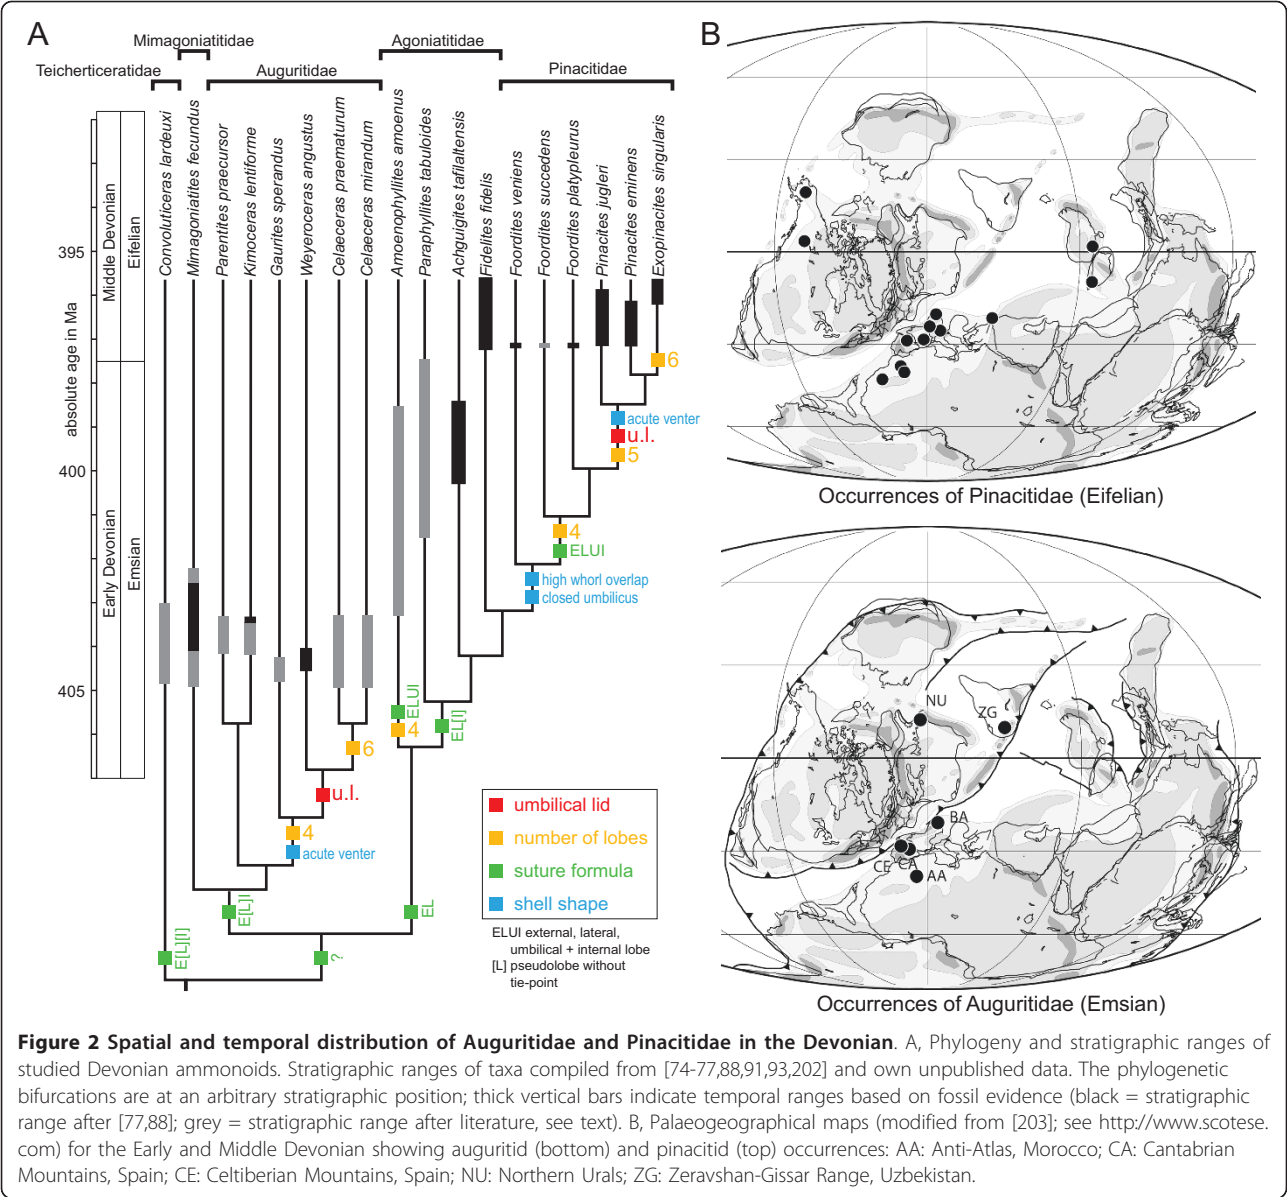 A
B
Mimagoniatitidae
Agoniatitidae
Teicherticeratidae
Auguritidae
Pinacitidae
Convoluticeras lardeuxi
Mimagoniatites fecundus
Parentites praecursor
Kimoceras lentiforme
Gaurites sperandus
Weyeroceras angustus
Celaeceras praematurum
Celaeceras mirandum
Amoenophyllites amoenus
Paraphyllites tabuloides
Achguigites tafilaltensis
Fidelites fidelis
Foordites veniens
Foordites succedens
Foordites platypleurus
Pinacites jugleri
Pinacites eminens
Exopinacites singularis
absolute age in Ma
395
400
405
Middle Devonian
Eifelian
Early Devonian
Emsian
6
acute venter
u.l.
5
4
ELUI
high whorl overlap
closed umbilicus
ELUI
4
EL[I]
6
u.l.
4
acute venter
E[L]I
EL
E[L][I]
?
umbilical lid
number of lobes
suture formula
shell shape
ELUI external, lateral,
umbilical + internal lobe
[L] pseudolobe without
tie-point
Occurrences of Pinacitidae (Eifelian)
NU
ZG
BA
CE
CA
AA
Occurrences of Auguritidae (Emsian)
Figure 2 Spatial and temporal distribution of Auguritidae and Pinacitidae in the Devonian. A, Phylogeny and stratigraphic ranges of
studied Devonian ammonoids. Stratigraphic ranges of taxa compiled from [74-77,88,91,93,202] and own unpublished data. The phylogenetic
bifurcations are at an arbitrary stratigraphic position; thick vertical bars indicate temporal ranges based on fossil evidence (black = stratigraphic
range after [77,88]; grey = stratigraphic range after literature, see text). B, Palaeogeographical maps (modified from [203]; see http://www.scotese.
com) for the Early and Middle Devonian showing auguritid (bottom) and pinacitid (top) occurrences: AA: Anti-Atlas, Morocco; CA: Cantabrian
Mountains, Spain; CE: Celtiberian Mountains, Spain; NU: Northern Urals; ZG: Zeravshan-Gissar Range, Uzbekistan.